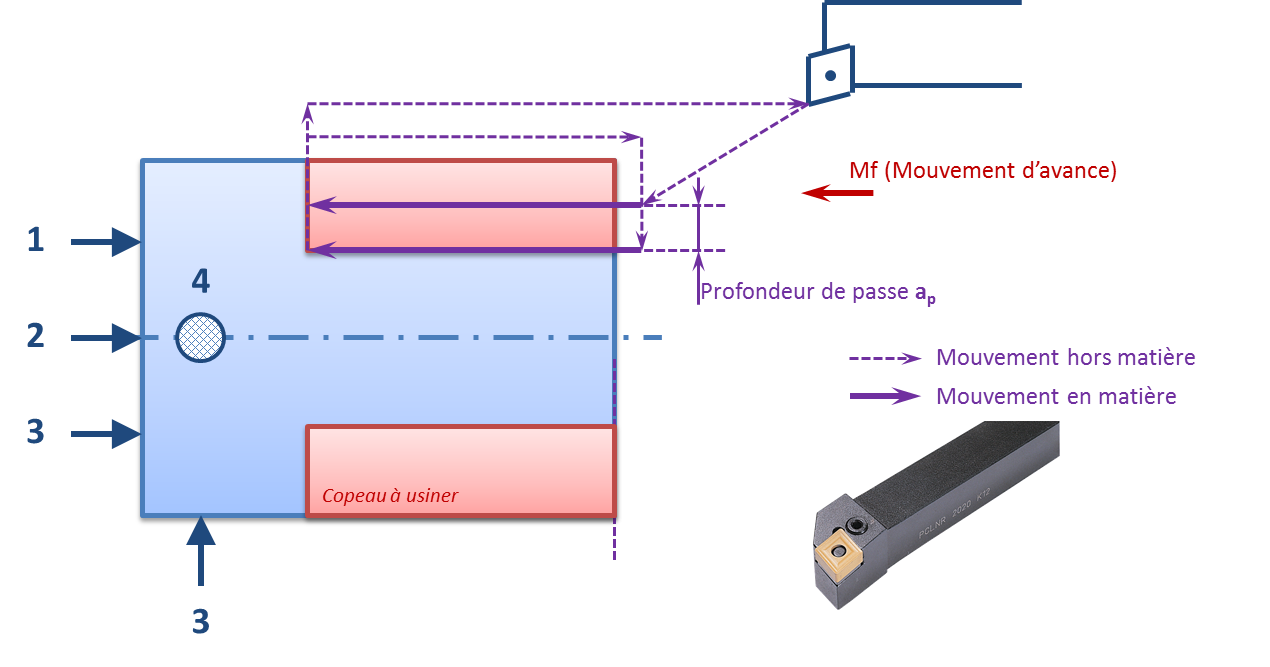 Mf (Mouvement d'avance)
1
4
Profondeur de passe ap
2
Mouvement hors matière
Mouvement en matière
3
Copeau à usiner
PCLNR 2020 K12
3